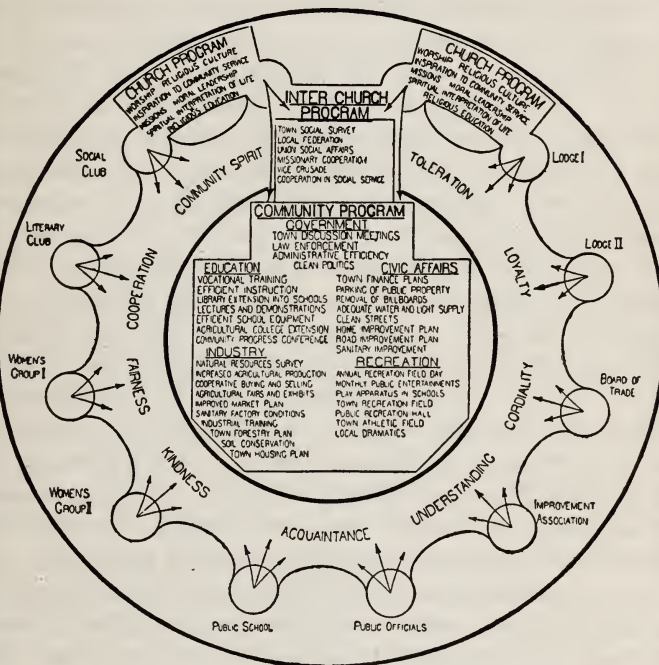 CHURCH PROGRAM
WORSHIP RELIGIOUS CULTURE
INSPIRATION TO COMMUNITY SERVICE
MISSIONS MORAL LEADERSHIP
SPIRITUAL INTERPRETATION OF LIFE
RELIGIOUS EDUCATION
CHURCH PROGRAM
WORSHIP RELIGIOUS CULTURE
INSPIRATION TO COMMUNITY SERVICE
MISSIONS MORAL LEADERSHIP
SPIRITUAL INTERPRETATION OF LIFE
RELIGIOUS EDUCATION
INTER CHURCH
PROGRAM
TOWN SOCIAL SURVEY
LOCAL FEDERATION
UNION SOCIAL AFFAIRS
MISSIONARY COOPERATION
VICE CRUSADE
COOPERATION IN SOCIAL SERVICE
COMMUNITY PROGRAM
GOVERNMENT
TOWN DISCUSSION MEETINGS
LAW ENFORCEMENT
ADMINISTRATIVE EFFICIENCY
CLEAN POLITICS
EDUCATION
VOCATIONAL TRAINING
EFFICIENT INSTRUCTION
LIBRARY EXTENSION INTO SCHOOLS
LECTURES AND DEMONSTRATIONS
EFFICIENT SCHOOL EQUIPMENT
AGRICULTURAL COLLEGE EXTENSION
COMMUNITY PROGRESS CONFERENCE
INDUSTRY
NATURAL RESOURCES SURVEY
INCREASED AGRICULTURAL PRODUCTION
COOPERATIVE BUYING AND SELLING
AGRICULTURAL FAIRS AND EXHIBITS
IMPROVED MARKET PLAN
SANITARY FACTORY CONDITIONS
INDUSTRIAL TRAINING
TOWN FORESTRY PLAN
SOIL CONSERVATION
TOWN HOUSING PLAN
CIVIC AFFAIRS
TOWN FINANCE PLANS
PARKING OF PUBLIC PROPERTY
REMOVAL OF BILLBOARDS
ADEQUATE WATER AND LIGHT SUPPLY
CLEAN STREETS
HOME IMPROVEMENT PLAN
ROAD IMPROVEMENT PLAN
SANITARY IMPROVEMENT
RECREATION
ANNUAL RECREATION FIELD DAY
MONTHLY PUBLIC ENTERTAINMENTS
PLAY APPARATUS IN SCHOOLS
TOWN RECREATION FIELD
PUBLIC RECREATION HALL
TOWN ATHLETIC FIELD
LOCAL DRAMATICS
COMMUNITY SPIRIT
TOLERATION
LOYALTY
CORDIALITY
UNDERSTANDING
ACQUAINTANCE
KINDNESS
FAIRNESS
COOPERATION
LODGE I
LODGE II
BOARD OF
TRADE
IMPROVEMENT
ASSOCIATION
PUBLIC OFFICIALS
PUBLIC SCHOOL
WOMEN'S
GROUP II
WOMEN'S
GROUP I
LITERARY
CLUB
SOCIAL
CLUB